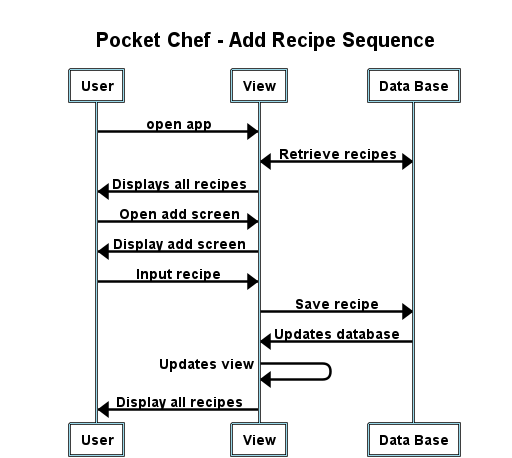 Pocket Chef - Add Recipe Sequence
User
View
Data Base
open app
Retrieve recipes
Displays all recipes
Open add screen
Display add screen
Input recipe
Save recipe
Updates database
Updates view
Display all recipes
User
View
Data Base